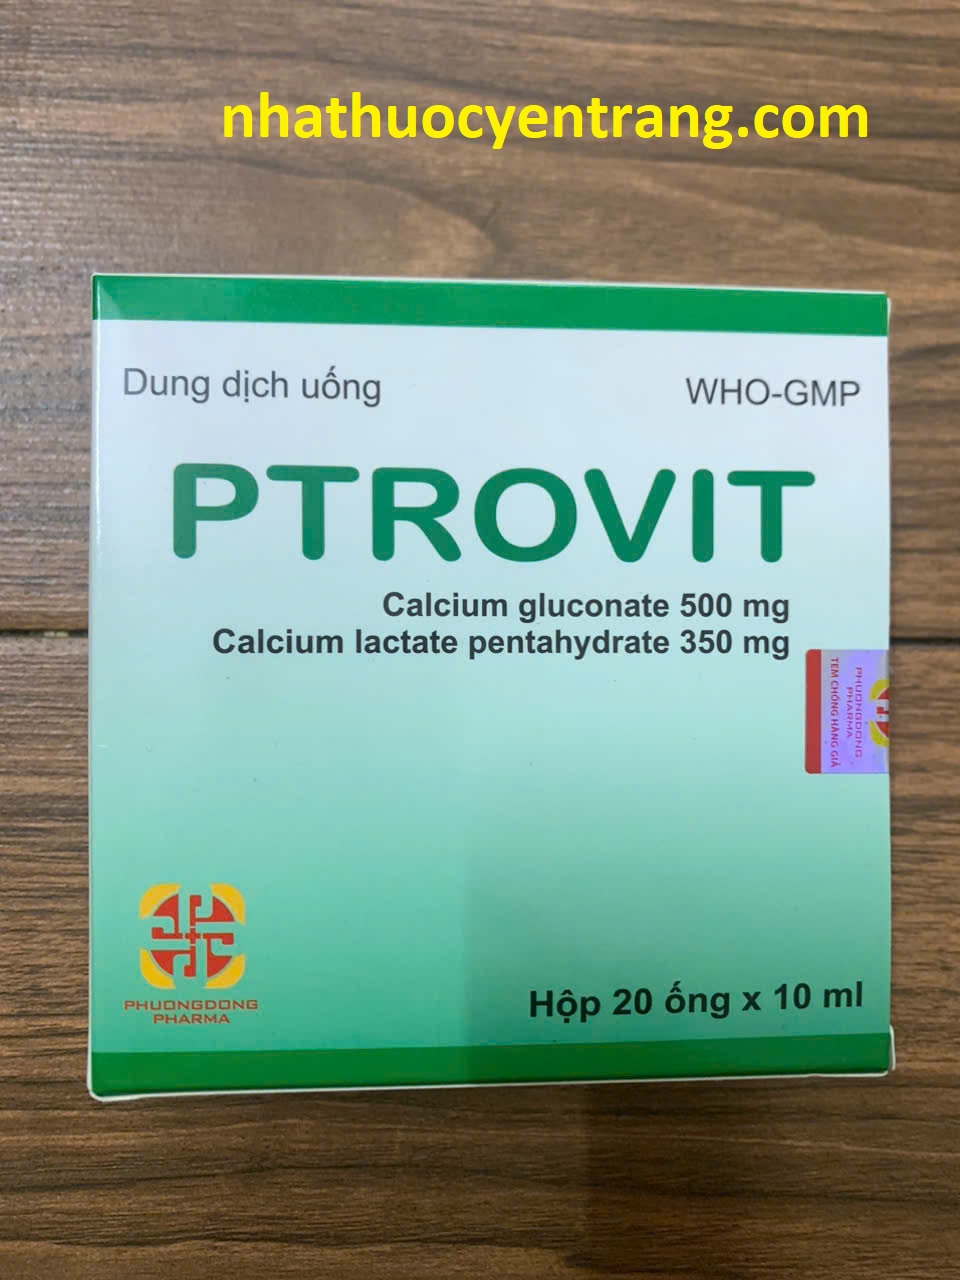 nhathuocyentrang.com
Dung dịch uống
WHO-GMP
PTROVIT
Calcium gluconate 500 mg
Calcium lactate pentahydrate 350 mg
TEM CHỐNG HÀNG GIẢ
PHUONGDONG
PHARMA
PHUONGDONG
PHARMA
Hộp 20 ống x 10 ml